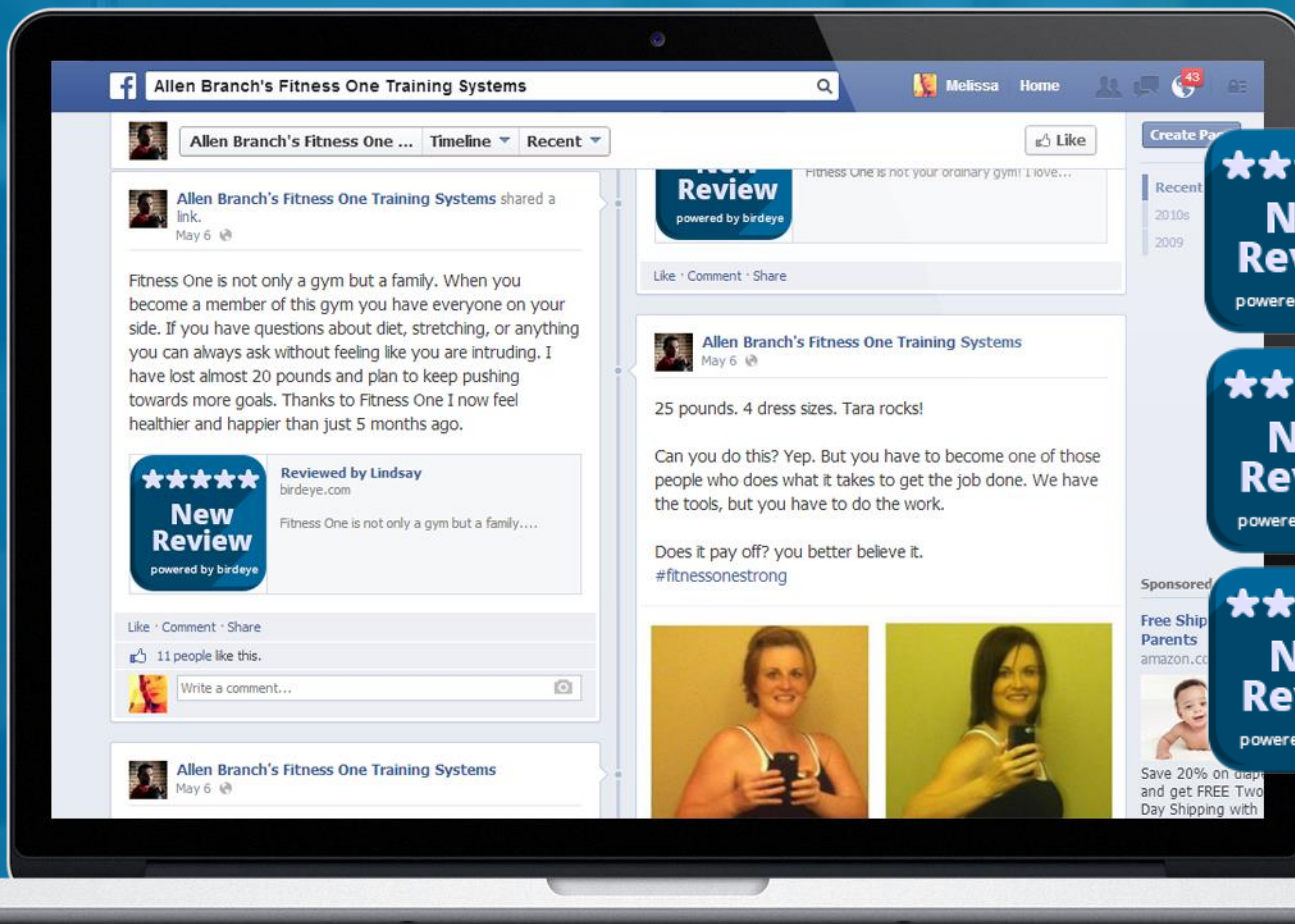 Allen Branch's Fitness One Training Systems
Melissa Home
43
Allen Branch's Fitness One ... Timeline Recent
Like
Create
Allen Branch's Fitness One Training Systems shared a
link.
May 6
Fitness One is not only a gym but a family. When you
become a member of this gym you have everyone on your
side. If you have questions about diet, stretching, or anything
you can always ask without feeling like you are intruding. I
have lost almost 20 pounds and plan to keep pushing
towards more goals. Thanks to Fitness One I now feel
healthier and happier than just 5 months ago.
★★★★★
New
Review
powered by birdeye
Reviewed by Lindsay
birdeye.com
Fitness One is not only a gym but a family....
Like · Comment · Share
11 people like this.
Write a comment...
Allen Branch's Fitness One Training Systems
May 6
Review
powered by birdeye
Fitness One is not your ordinary gym! I love...
Like · Comment · Share
Allen Branch's Fitness One Training Systems
May 6
25 pounds. 4 dress sizes. Tara rocks!
Can you do this? Yep. But you have to become one of those
people who does what it takes to get the job done. We have
the tools, but you have to do the work.
Does it pay off? you better believe it.
#fitnessonestrong
Recent
2010s
2009
Sponsored
Free Ship
Parents
amazon.co
Save 20% on
and get FREE Two
Day Shipping with